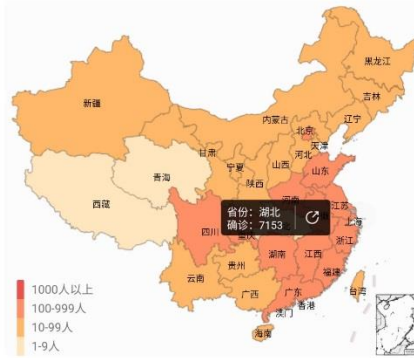 黑龙江
吉林
新疆
辽宁
内蒙古
北京
天津
甘肃
河北
宁夏
山西
山东
青海
陕西
河南
江苏
西藏
省份：湖北
确诊：7153
上海
四川
重庆
浙江
湖南
江西
贵州
福建
云南
台湾
广西
广东
香港
澳门
海南
1000人以上
100-999人
10-99人
1-9人